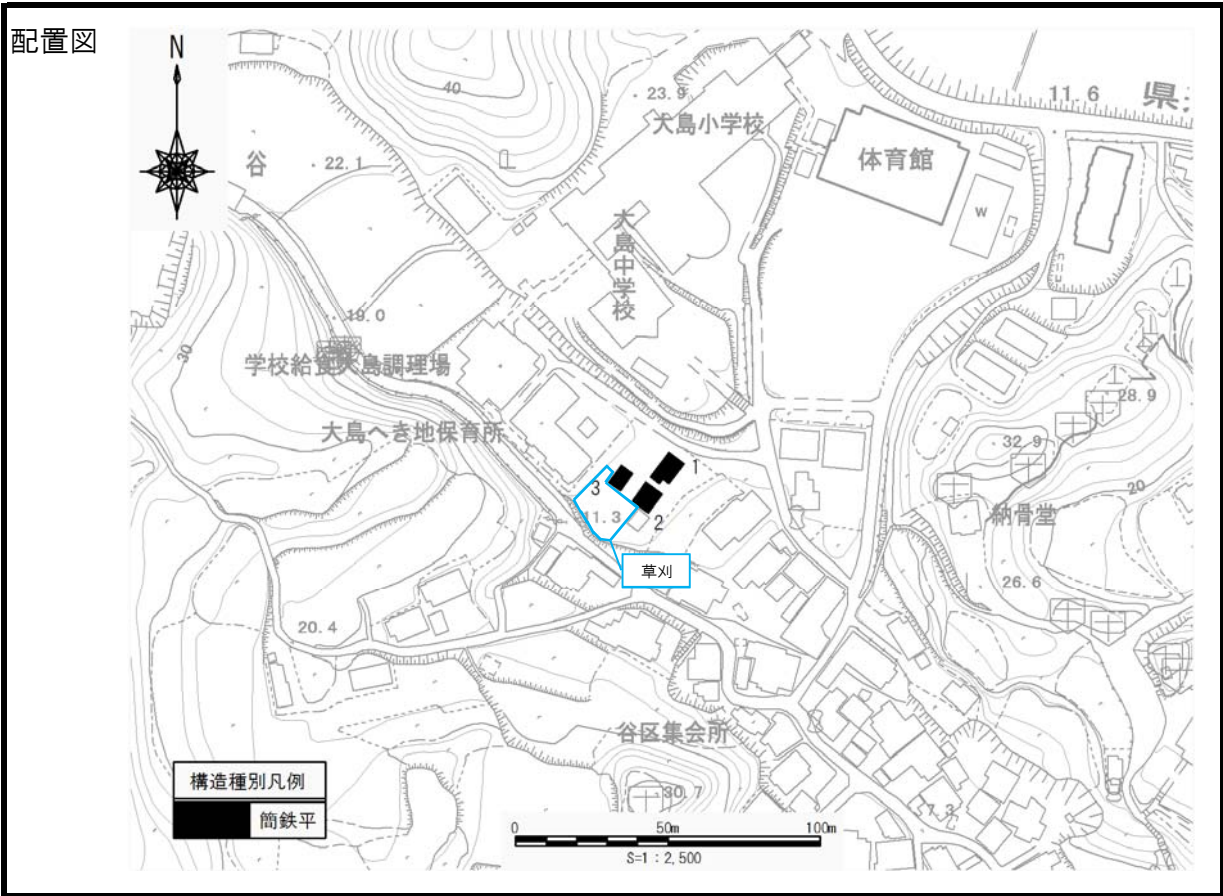 配置図
N
40
23.9
大島小学校
11.6
県
体育館
谷
22.1
W
大島中学校
19.0
30
学校給食大島調理場
28.9
大島へき地保育所
32.9
1
20
3
11.3
2
納骨堂
草刈
26.6
20.4
谷区集会所
30.7
7.3
構造種別凡例
簡鉄平
0 50m 100m
S=1:2,500